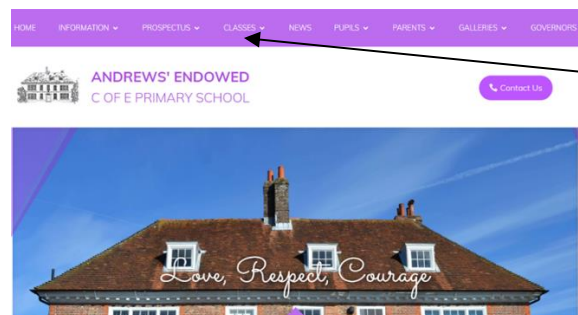 HOME INFORMATION PROSPECTUS CLASSES NEWS PUPILS PARENTS GALLERIES GOVERNORS
ANDREWS' ENDOWED
C OF E PRIMARY SCHOOL
Contact Us
Love, Respect, Courage